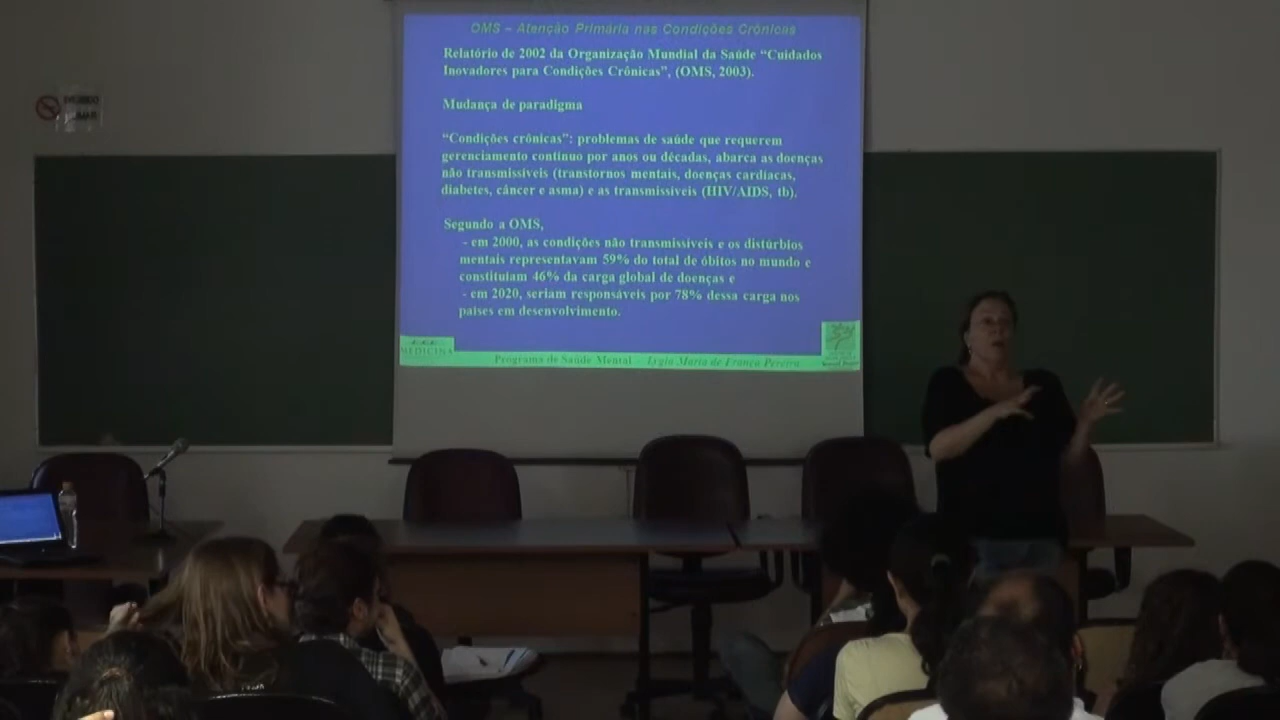 OMS – Atenção Primária nas Condições Crônicas
Relatório de 2002 da Organização Mundial da Saúde “Cuidados
Inovadores para Condições Crônicas”, (OMS, 2003).
Mudança de paradigma
“Condições crônicas”: problemas de saúde que requerem
gerenciamento contínuo por anos ou décadas, abarca as doenças
não transmissíveis (transtornos mentais, doenças cardíacas,
diabetes, câncer e asma) e as transmissíveis (HIV/AIDS, tb).
Segundo a OMS,
- em 2000, as condições não transmissíveis e os distúrbios
mentais representavam 59% do total de óbitos no mundo e
constituíam 46% da carga global de doenças e
- em 2020, seriam responsáveis por 78% dessa carga nos
países em desenvolvimento.
MEDICINA
Programa de Saúde Mental Lygia Maria de França Pereira